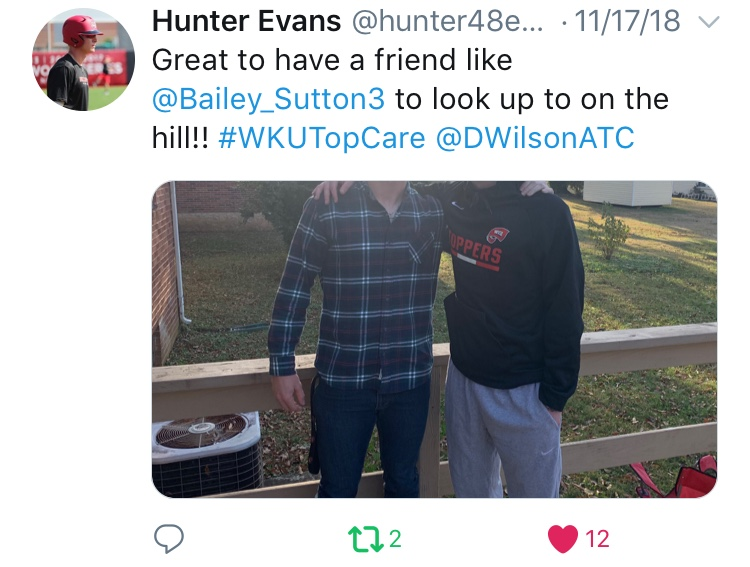 Hunter Evans @hunter48e... · 11/17/18
Great to have a friend like
@Bailey_Sutton3 to look up to on the
hill!! #WKUTopCare @DWilsonATC
UPPERS
2
12